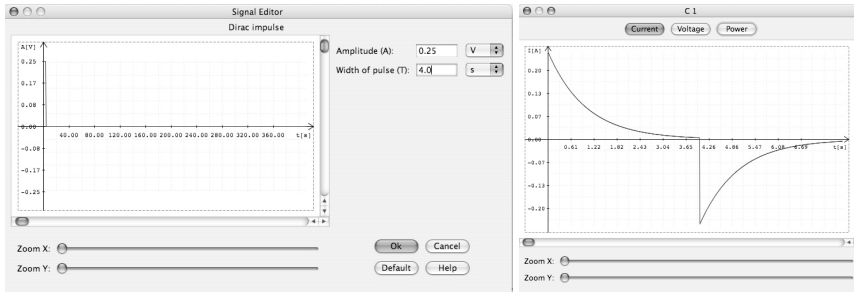 Signal Editor
Dirac impulse
A[V]
0.25
0.17
0.08
0.00
-0.08
-0.17
-0.25
40.00 80.00 120.00 160.00 200.00 240.00 280.00 320.00 360.00 t[s]
Amplitude (A): 0.25 V
Width of pulse (T): 4.0 s
Zoom X:
Zoom Y:
Ok Cancel
Default Help
C 1
Current Voltage Power
I[A]
0.20
0.13
0.07
0.00
-0.07
-0.13
-0.20
0.61 1.22 1.82 2.43 3.04 3.65 4.26 4.86 5.47 6.08 6.69 t[s]
Zoom X:
Zoom Y: